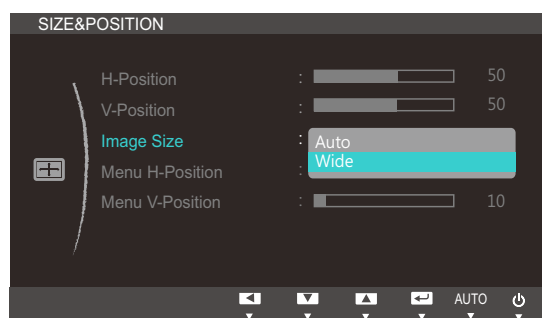 SIZE&POSITION
H-Position : 50
V-Position : 50
Image Size : Auto
Wide
Menu H-Position :
Menu V-Position : 10
AUTO